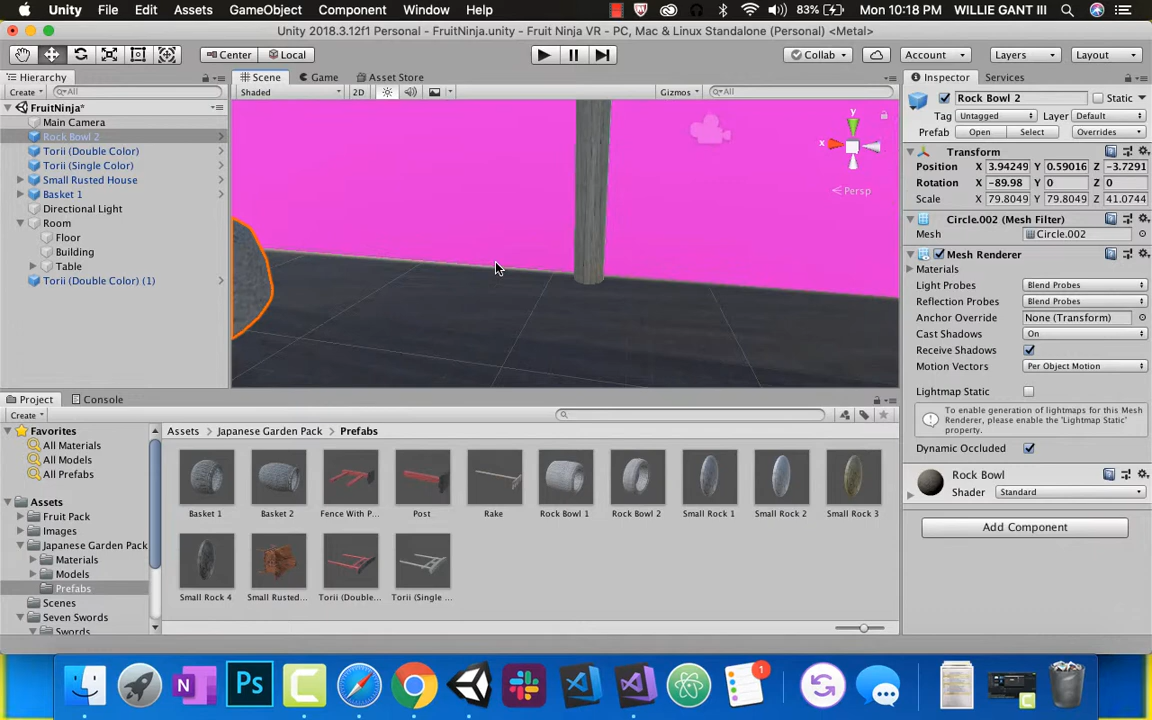 Unity File Edit Assets GameObject Component Window Help 83% Mon 10:18 PM WILLIE GANT III
Unity 2018.3.12f1 Personal - FruitNinja.unity - Fruit Ninja VR - PC, Mac & Linux Standalone (Personal) <Metal>
Center Local Collab Account Layers Layout
Hierarchy
Create All
FruitNinja*
Main Camera
Rock Bowl 2
Torii (Double Color)
Torii (Single Color)
Small Rusted House
Basket 1
Directional Light
Room
Floor
Building
Table
Torii (Double Color) (1)
Scene Game Asset Store
Shaded 2D Gizmos All
y
x
Persp
Inspector Services
Rock Bowl 2 Static
Tag Untagged Layer Default
Prefab Open Select Overrides
Transform
Position X 3.94249 Y 0.59016 Z -3.7291
Rotation X -89.98 Y 0 Z 0
Scale X 79.8049 Y 79.8049 Z 41.0744
Circle.002 (Mesh Filter)
Mesh Circle.002
Mesh Renderer
Materials
Light Probes Blend Probes
Reflection Probes Blend Probes
Anchor Override None (Transform)
Cast Shadows On
Receive Shadows
Motion Vectors Per Object Motion
Lightmap Static
To enable generation of lightmaps for this Mesh
Renderer, please enable the 'Lightmap Static'
property.
Dynamic Occluded
Rock Bowl
Shader Standard
Add Component
Project Console
Create
Favorites
All Materials
All Models
All Prefabs
Assets
Fruit Pack
Images
Japanese Garden Pack
Materials
Models
Prefabs
Scenes
Seven Swords
Swords
Assets Japanese Garden Pack Prefabs
Basket 1 Basket 2 Fence With P... Post Rake Rock Bowl 1 Rock Bowl 2 Small Rock 1 Small Rock 2 Small Rock 3
Small Rock 4 Small Rusted... Torii (Double... Torii (Single ...
N Ps C 1